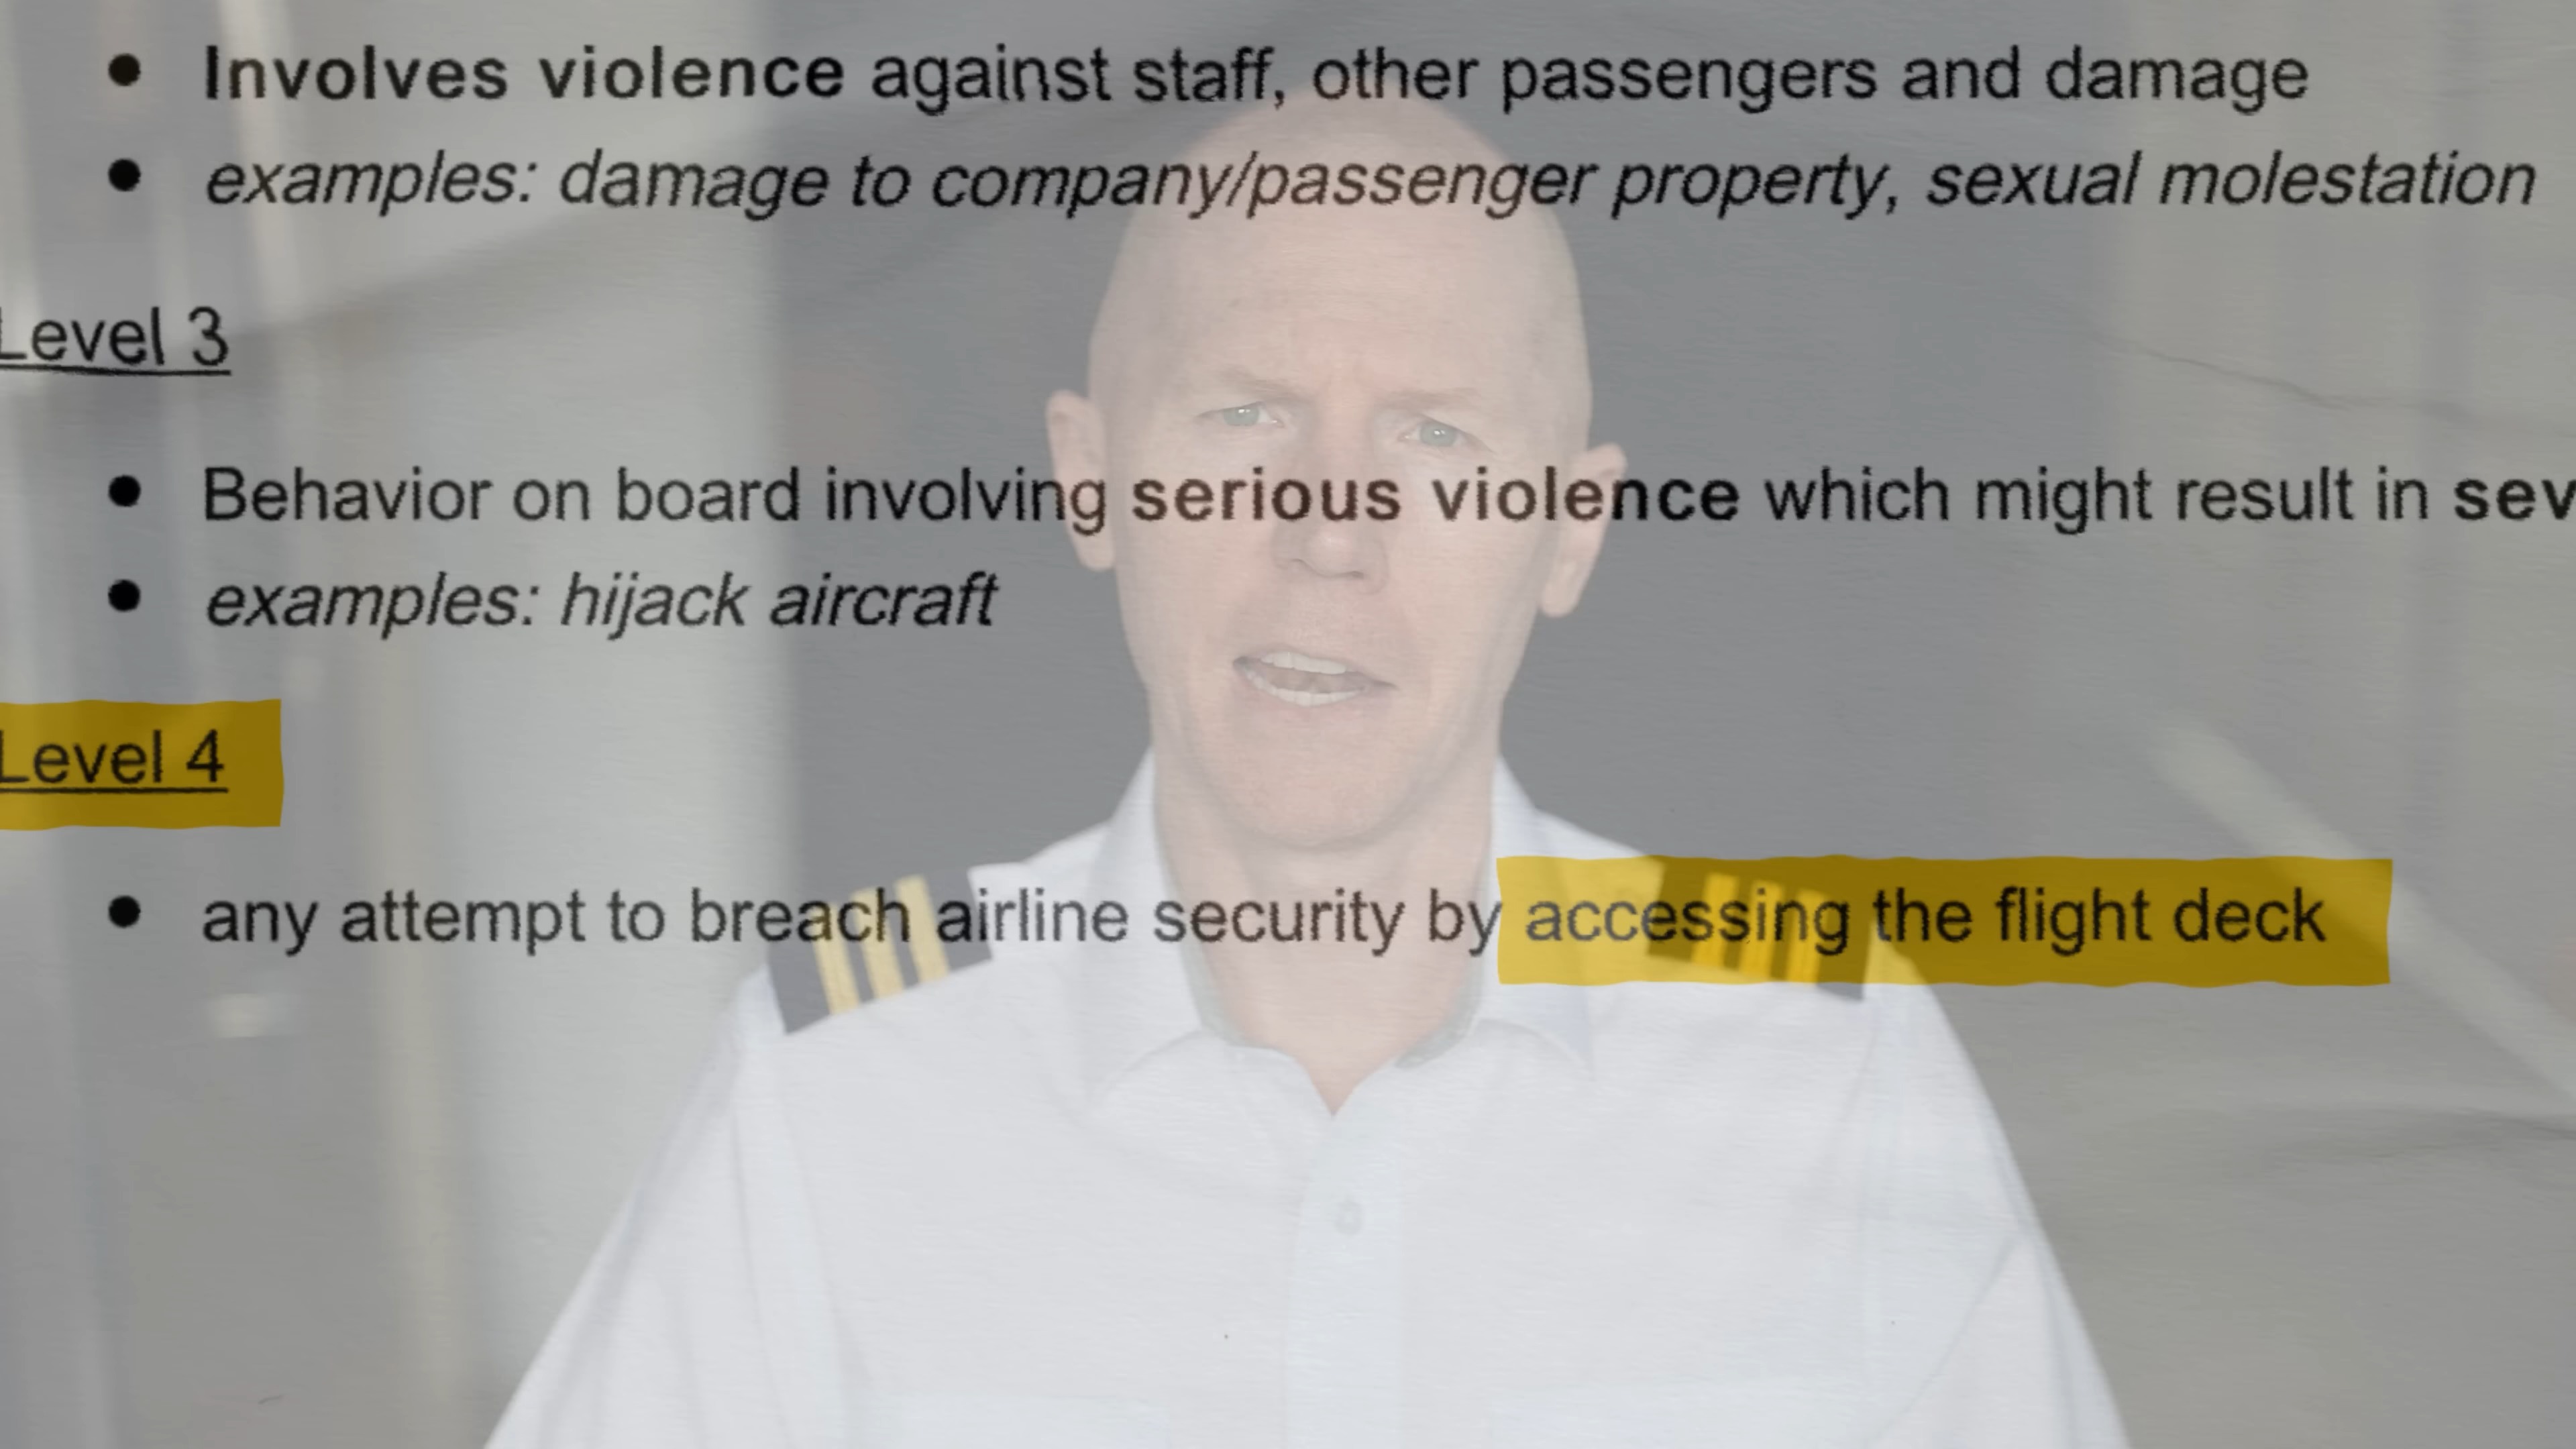 Involves violence against staff, other passengers and damage
examples: damage to company/passenger property, sexual molestation
Level 3
Behavior on board involving serious violence which might result in sev
examples: hijack aircraft
Level 4
any attempt to breach airline security by accessing the flight deck